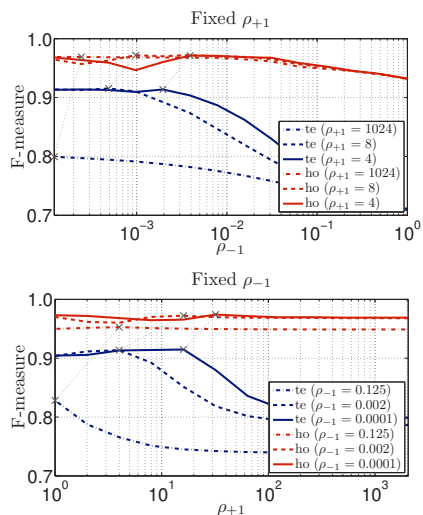 Fixed ρ+1
1.0
0.9
0.8
0.7
F-measure
te (ρ+1 = 1024)
te (ρ+1 = 8)
te (ρ+1 = 4)
ho (ρ+1 = 1024)
ho (ρ+1 = 8)
ho (ρ+1 = 4)
10⁻³ 10⁻² 10⁻¹ 10⁰
ρ−1
Fixed ρ−1
1.0
0.9
0.8
0.7
F-measure
te (ρ−1 = 0.125)
te (ρ−1 = 0.002)
te (ρ−1 = 0.0001)
ho (ρ−1 = 0.125)
ho (ρ−1 = 0.002)
ho (ρ−1 = 0.0001)
10⁰ 10¹ 10² 10³
ρ+1